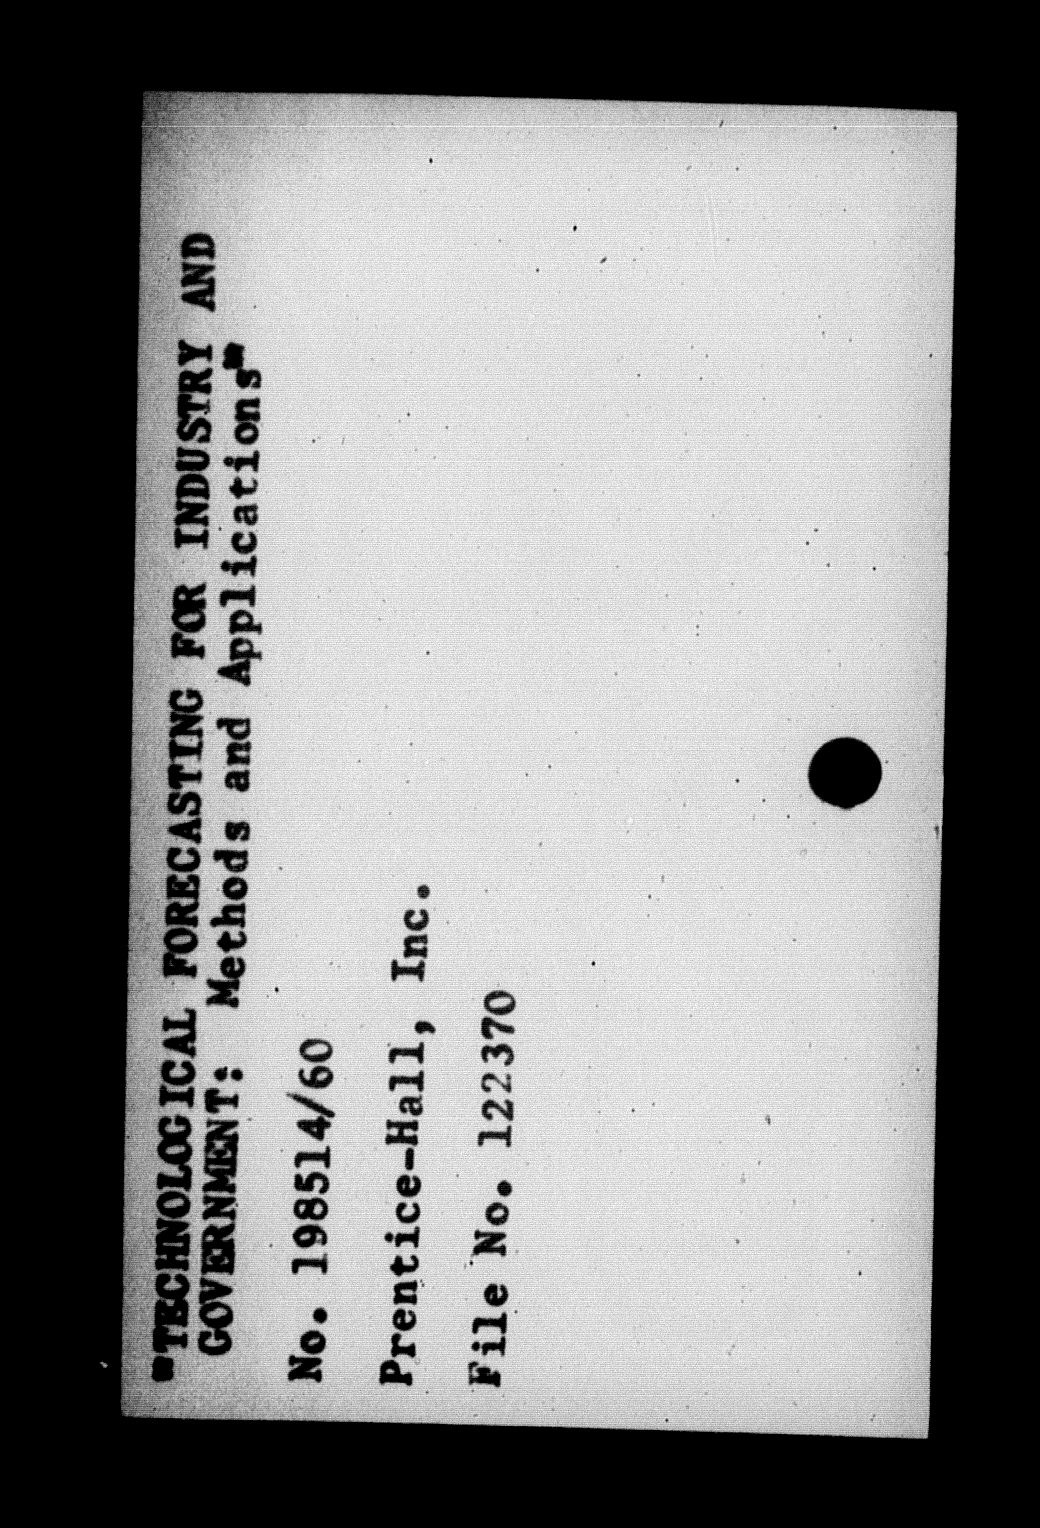 "TECHNOLOGICAL FORECASTING FOR INDUSTRY AND
GOVERNMENT: Methods and Applications"
No. 198514/60
Prentice-Hall, Inc.
File No. 122370